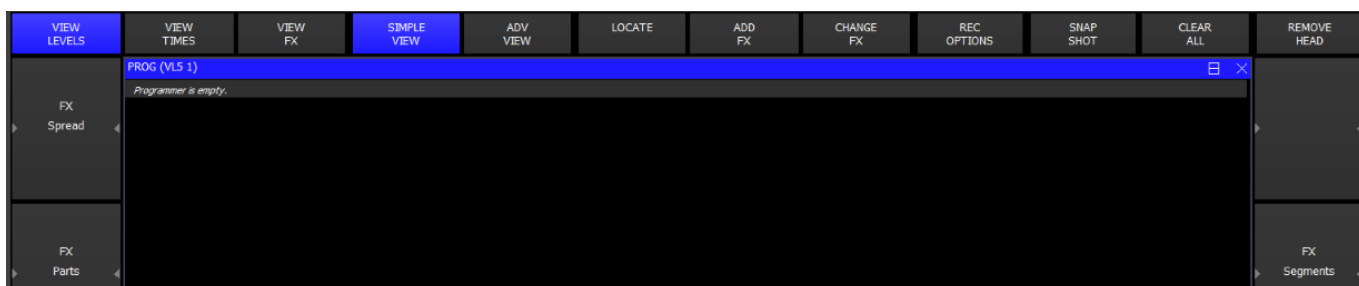 VIEW
LEVELS
VIEW
TIMES
VIEW
FX
SIMPLE
VIEW
ADV
VIEW
LOCATE
ADD
FX
CHANGE
FX
REC
OPTIONS
SNAP
SHOT
CLEAR
ALL
REMOVE
HEAD
PROG (VL5 1)
Programmer is empty.
FX
Spread
FX
Parts
FX
Segments